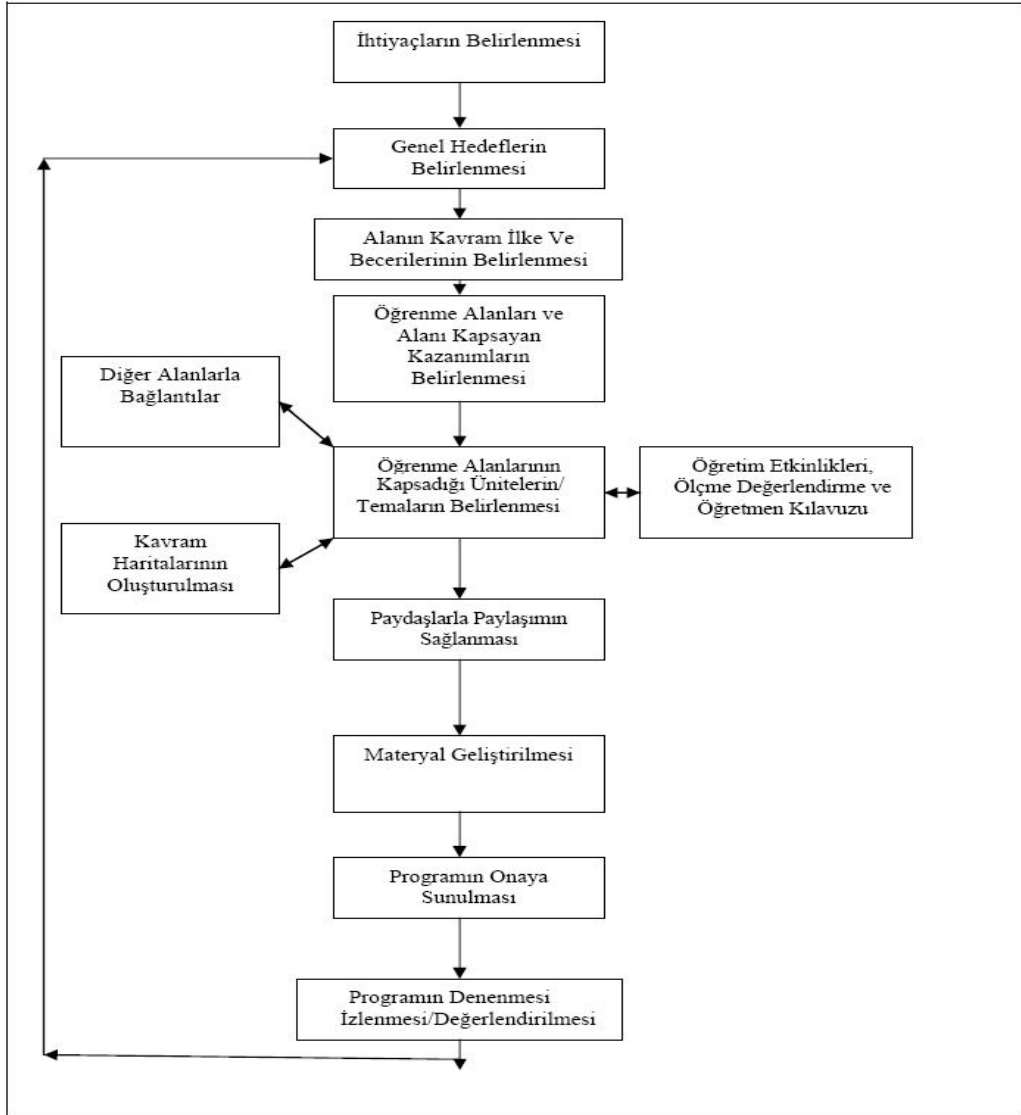 İhtiyaçların Belirlenmesi
Genel Hedeflerin
Belirlenmesi
Alanın Kavram İlke Ve
Becerilerinin Belirlenmesi
Öğrenme Alanları ve
Alanı Kapsayan
Kazanımların
Belirlenmesi
Diğer Alanlarla
Bağlantılar
Öğrenme Alanlarının
Kapsadığı Ünitelerin/
Temaların Belirlenmesi
Öğretim Etkinlikleri,
Ölçme Değerlendirme ve
Öğretmen Kılavuzu
Kavram
Haritalarının
Oluşturulması
Paydaşlarla Paylaşımın
Sağlanması
Materyal Geliştirilmesi
Programın Onaya
Sunulması
Programın Denenmesi
İzlenmesi/Değerlendirilmesi